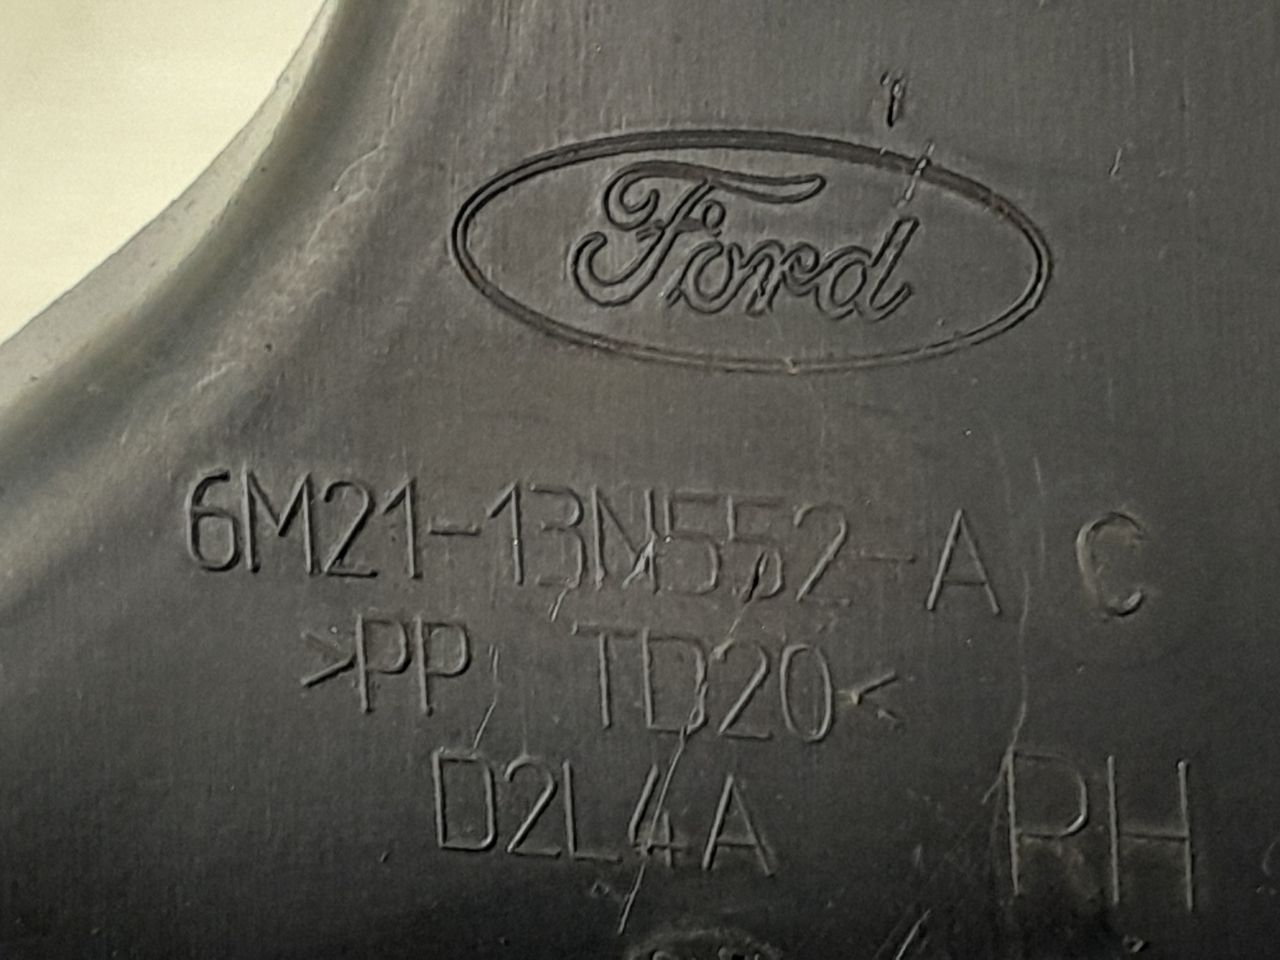 Ford
6M21-13N552-A C
>PP TD20<
D2L4A RH